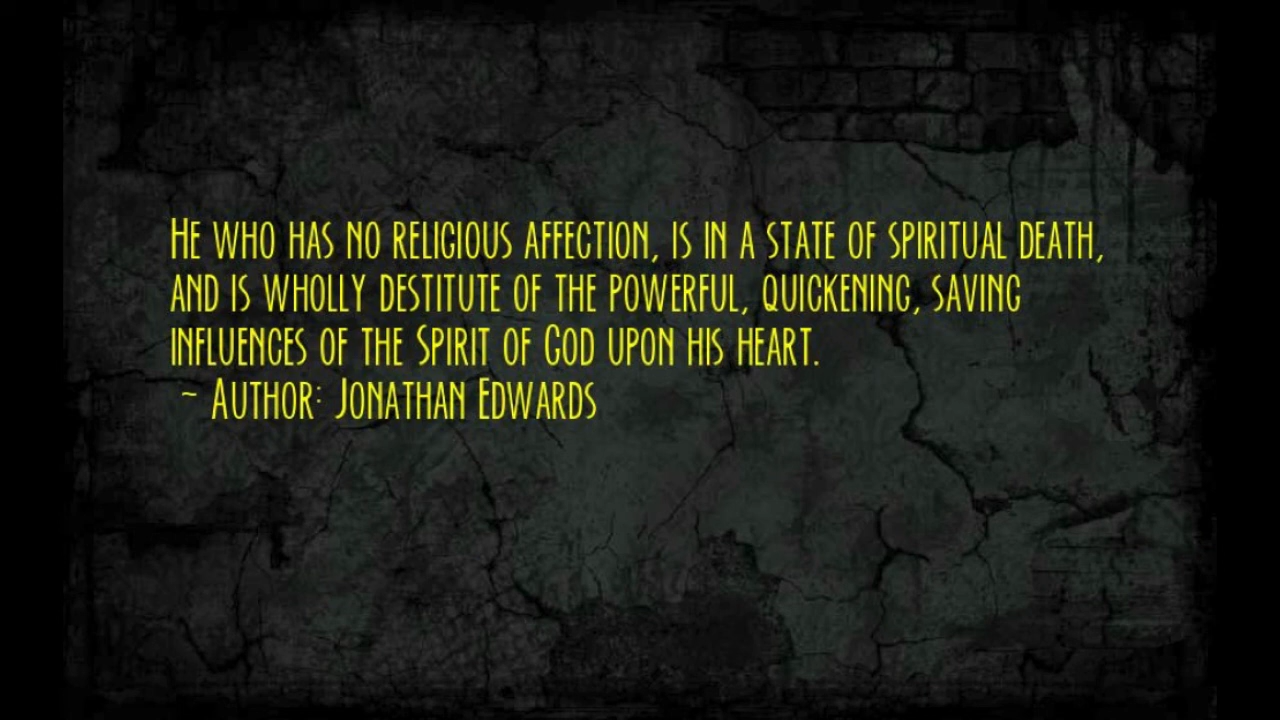 He who has no religious affection, is in a state of spiritual death,
and is wholly destitute of the powerful, quickening, saving
influences of the Spirit of God upon his heart.
~ Author: Jonathan Edwards